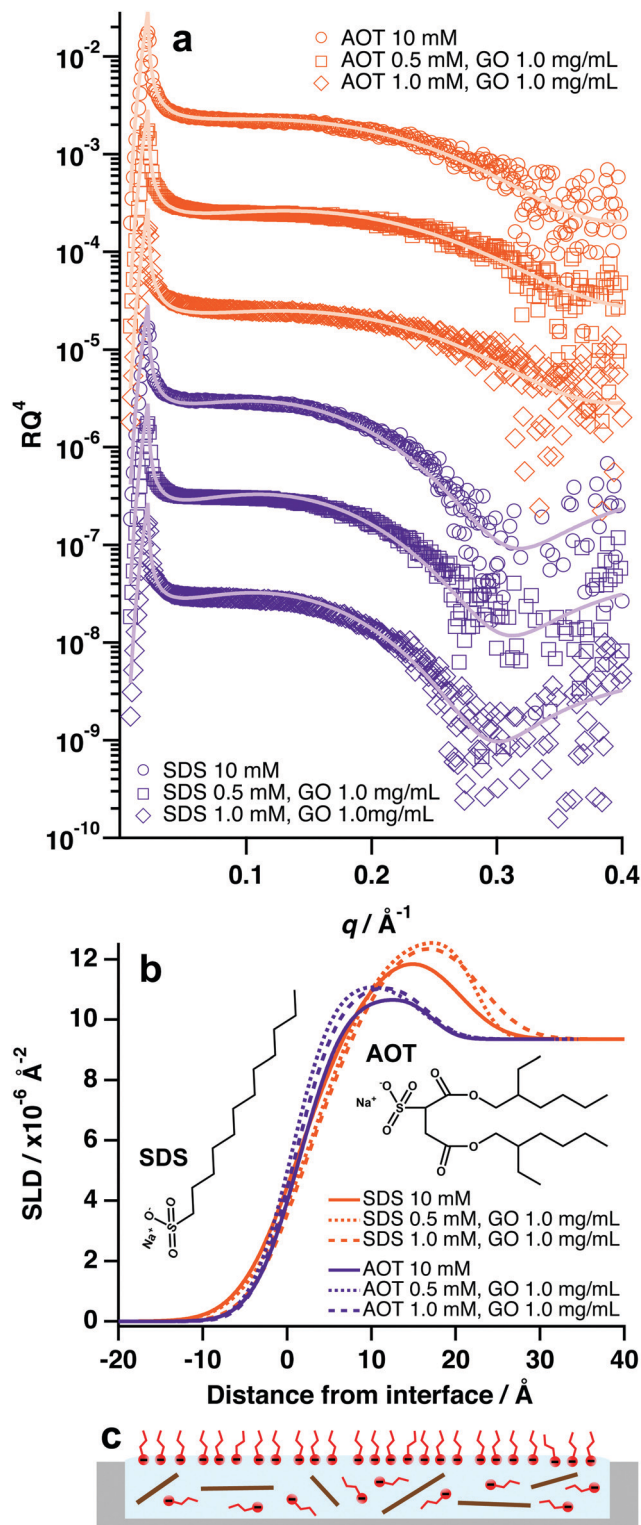 a
AOT 10 mM
AOT 0.5 mM, GO 1.0 mg/mL
AOT 1.0 mM, GO 1.0 mg/mL
10-2
10-3
10-4
10-5
10-6
10-7
10-8
10-9
10-10
RQ4
SDS 10 mM
SDS 0.5 mM, GO 1.0 mg/mL
SDS 1.0 mM, GO 1.0mg/mL
0.1 0.2 0.3 0.4
q / Å-1
b
12
10
8
6
4
2
0
SLD / x10-6 Å-2
SDS
Na+
-O
S
O
O
AOT
Na+
-O
O
S
O
O
O
O
O
SDS 10 mM
SDS 0.5 mM, GO 1.0 mg/mL
SDS 1.0 mM, GO 1.0 mg/mL
AOT 10 mM
AOT 0.5 mM, GO 1.0 mg/mL
AOT 1.0 mM, GO 1.0 mg/mL
-20 -10 0 10 20 30 40
Distance from interface / Å
c